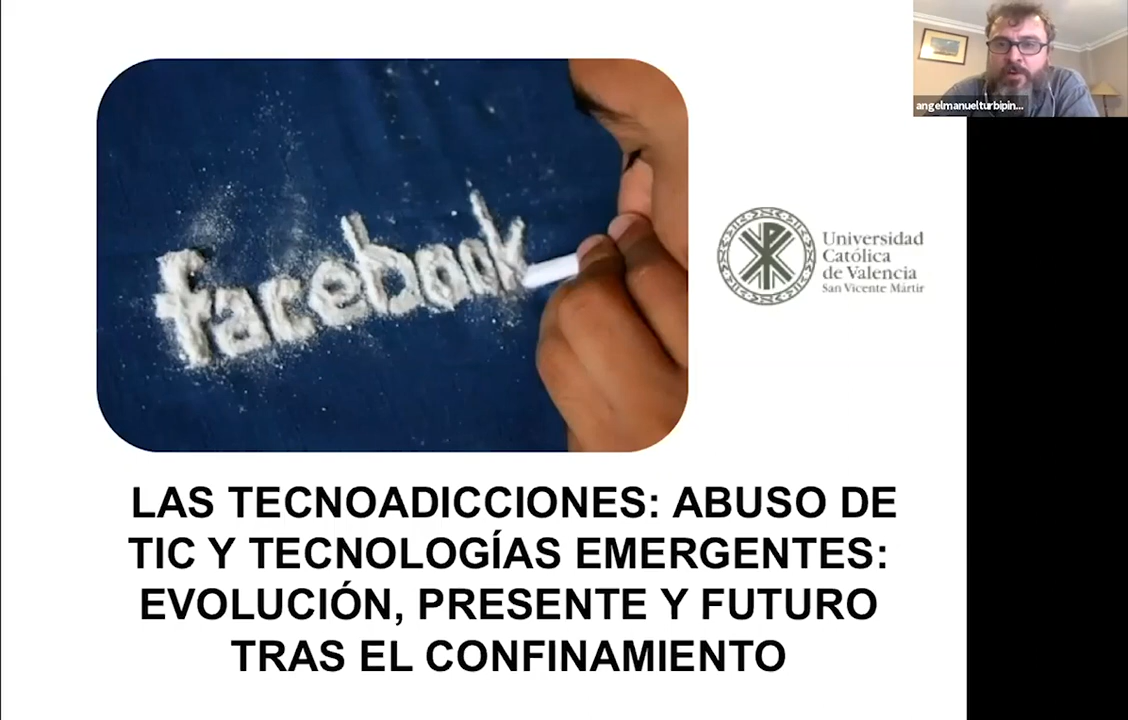 angelmanuelturbipin...
facebook
Universidad
Católica
de Valencia
San Vicente Mártir
LAS TECNOADICCIONES: ABUSO DE
TIC Y TECNOLOGÍAS EMERGENTES:
EVOLUCIÓN, PRESENTE Y FUTURO
TRAS EL CONFINAMIENTO